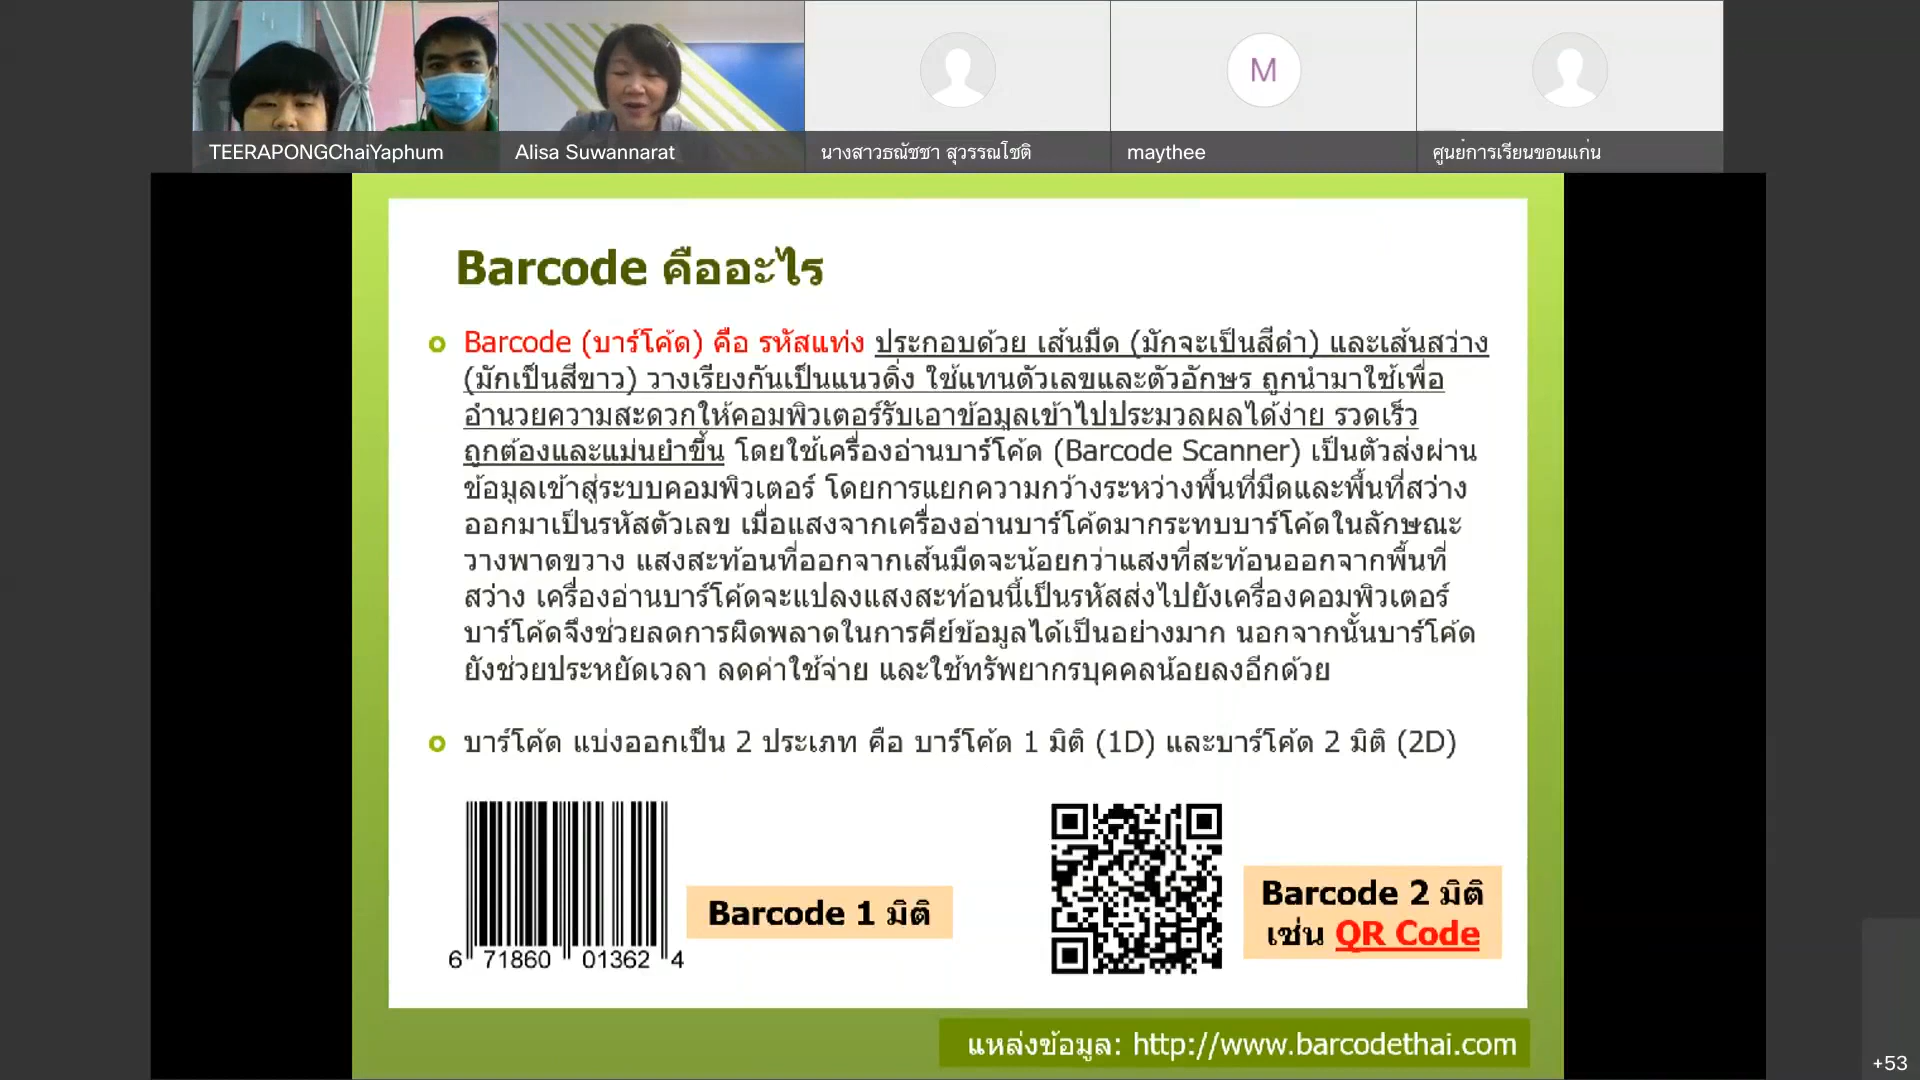 TEERAPONGChaiYaphum
Alisa Suwannarat
นางสาวธณัชชา สุวรรณโชติ
M
maythee
ศูนย์การเรียนขอนแก่น
Barcode คืออะไร
Barcode (บาร์โค้ด) คือ รหัสแท่ง ประกอบด้วย เส้นมืด (มักจะเป็นสีดำ) และเส้นสว่าง
(มักเป็นสีขาว) วางเรียงกันเป็นแนวดิ่ง ใช้แทนตัวเลขและตัวอักษร ถูกนำมาใช้เพื่อ
อำนวยความสะดวกให้คอมพิวเตอร์รับเอาข้อมูลเข้าไปประมวลผลได้ง่าย รวดเร็ว
ถูกต้องและแม่นยำขึ้น โดยใช้เครื่องอ่านบาร์โค้ด (Barcode Scanner) เป็นตัวส่งผ่าน
ข้อมูลเข้าสู่ระบบคอมพิวเตอร์ โดยการแยกความกว้างระหว่างพื้นที่มืดและพื้นที่สว่าง
ออกมาเป็นรหัสตัวเลข เมื่อแสงจากเครื่องอ่านบาร์โค้ดมากระทบบาร์โค้ดในลักษณะ
วางพาดขวาง แสงสะท้อนที่ออกจากเส้นมืดจะน้อยกว่าแสงที่สะท้อนออกจากพื้นที่
สว่าง เครื่องอ่านบาร์โค้ดจะแปลงแสงสะท้อนนี้เป็นรหัสส่งไปยังเครื่องคอมพิวเตอร์
บาร์โค้ดจึงช่วยลดการผิดพลาดในการคีย์ข้อมูลได้เป็นอย่างมาก นอกจากนั้นบาร์โค้ด
ยังช่วยประหยัดเวลา ลดค่าใช้จ่าย และใช้ทรัพยากรบุคคลน้อยลงอีกด้วย
บาร์โค้ด แบ่งออกเป็น 2 ประเภท คือ บาร์โค้ด 1 มิติ (1D) และบาร์โค้ด 2 มิติ (2D)
6 71860 01362 4
Barcode 1 มิติ
Barcode 2 มิติ
เช่น QR Code
แหล่งข้อมูล: http://www.barcodethai.com
+53